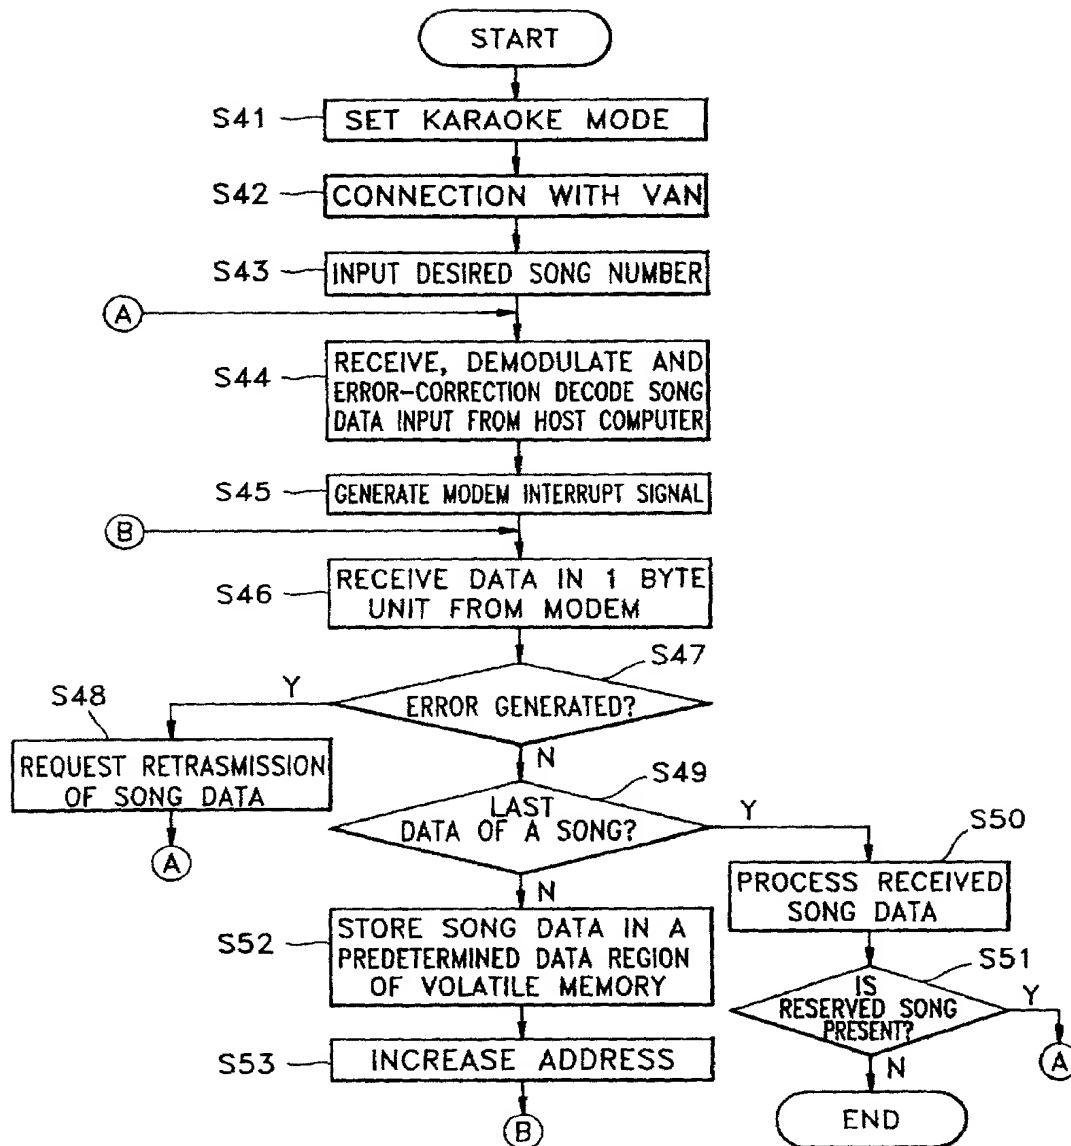 START
S41
SET KARAOKE MODE
S42
CONNECTION WITH VAN
S43
INPUT DESIRED SONG NUMBER
A
S44
RECEIVE, DEMODULATE AND
ERROR-CORRECTION DECODE SONG
DATA INPUT FROM HOST COMPUTER
S45
GENERATE MODEM INTERRUPT SIGNAL
B
S46
RECEIVE DATA IN 1 BYTE
UNIT FROM MODEM
S47
ERROR GENERATED?
Y
N
S48
REQUEST RETRASMISSION
OF SONG DATA
A
S49
LAST
DATA OF A SONG?
Y
N
S50
PROCESS RECEIVED
SONG DATA
S51
IS
RESERVED SONG
PRESENT?
Y
A
N
END
S52
STORE SONG DATA IN A
PREDETERMINED DATA REGION
OF VOLATILE MEMORY
S53
INCREASE ADDRESS
B